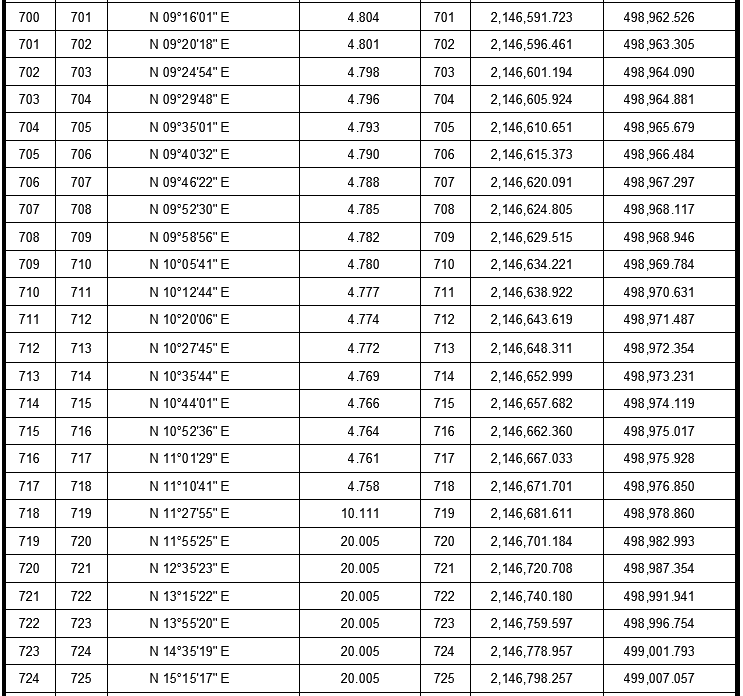 700 701 N 09°16'01" E 4.804 701 2,146,591.723 498,962.526
701 702 N 09°20'18" E 4.801 702 2,146,596.461 498,963.305
702 703 N 09°24'54" E 4.798 703 2,146,601.194 498,964.090
703 704 N 09°29'48" E 4.796 704 2,146,605.924 498,964.881
704 705 N 09°35'01" E 4.793 705 2,146,610.651 498,965.679
705 706 N 09°40'32" E 4.790 706 2,146,615.373 498,966.484
706 707 N 09°46'22" E 4.788 707 2,146,620.091 498,967.297
707 708 N 09°52'30" E 4.785 708 2,146,624.805 498,968.117
708 709 N 09°58'56" E 4.782 709 2,146,629.515 498,968.946
709 710 N 10°05'41" E 4.780 710 2,146,634.221 498,969.784
710 711 N 10°12'44" E 4.777 711 2,146,638.922 498,970.631
711 712 N 10°20'06" E 4.774 712 2,146,643.619 498,971.487
712 713 N 10°27'45" E 4.772 713 2,146,648.311 498,972.354
713 714 N 10°35'44" E 4.769 714 2,146,652.999 498,973.231
714 715 N 10°44'01" E 4.766 715 2,146,657.682 498,974.119
715 716 N 10°52'36" E 4.764 716 2,146,662.360 498,975.017
716 717 N 11°01'29" E 4.761 717 2,146,667.033 498,975.928
717 718 N 11°10'41" E 4.758 718 2,146,671.701 498,976.850
718 719 N 11°27'55" E 10.111 719 2,146,681.611 498,978.860
719 720 N 11°55'25" E 20.005 720 2,146,701.184 498,982.993
720 721 N 12°35'23" E 20.005 721 2,146,720.708 498,987.354
721 722 N 13°15'22" E 20.005 722 2,146,740.180 498,991.941
722 723 N 13°55'20" E 20.005 723 2,146,759.597 498,996.754
723 724 N 14°35'19" E 20.005 724 2,146,778.957 499,001.793
724 725 N 15°15'17" E 20.005 725 2,146,798.257 499,007.057